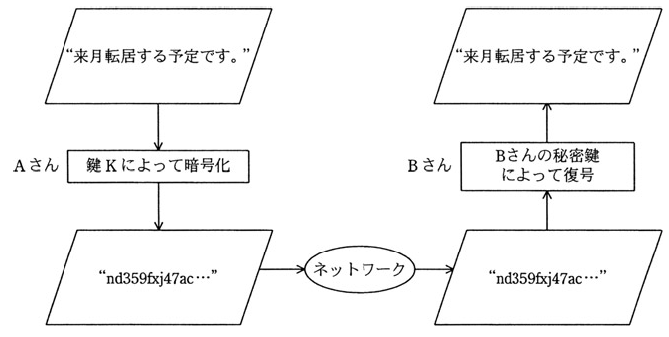 “来月転居する予定です。”
Aさん
鍵Kによって暗号化
“nd359fxj47ac…”
ネットワーク
“来月転居する予定です。”
Bさん
Bさんの秘密鍵
によって復号
“nd359fxj47ac…”